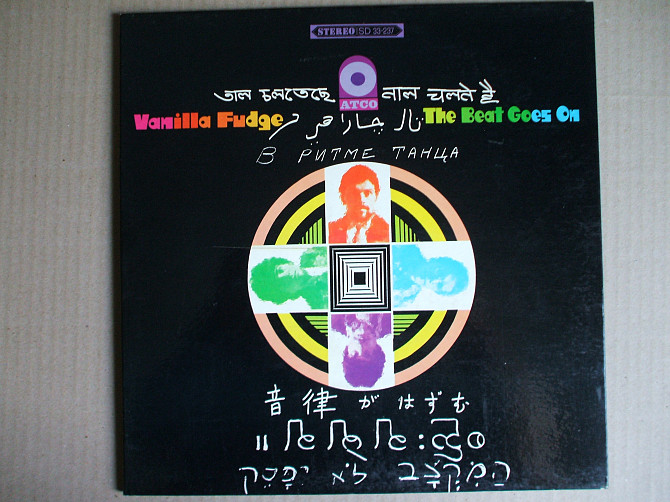 STEREO SD 33-237
তাল চলতেছে ताल चलते है
ATCO
Vanilla Fudge The Beat Goes On
В РИТМЕ ТАНЦА
音律がはずむ
המקצב לא יפסק